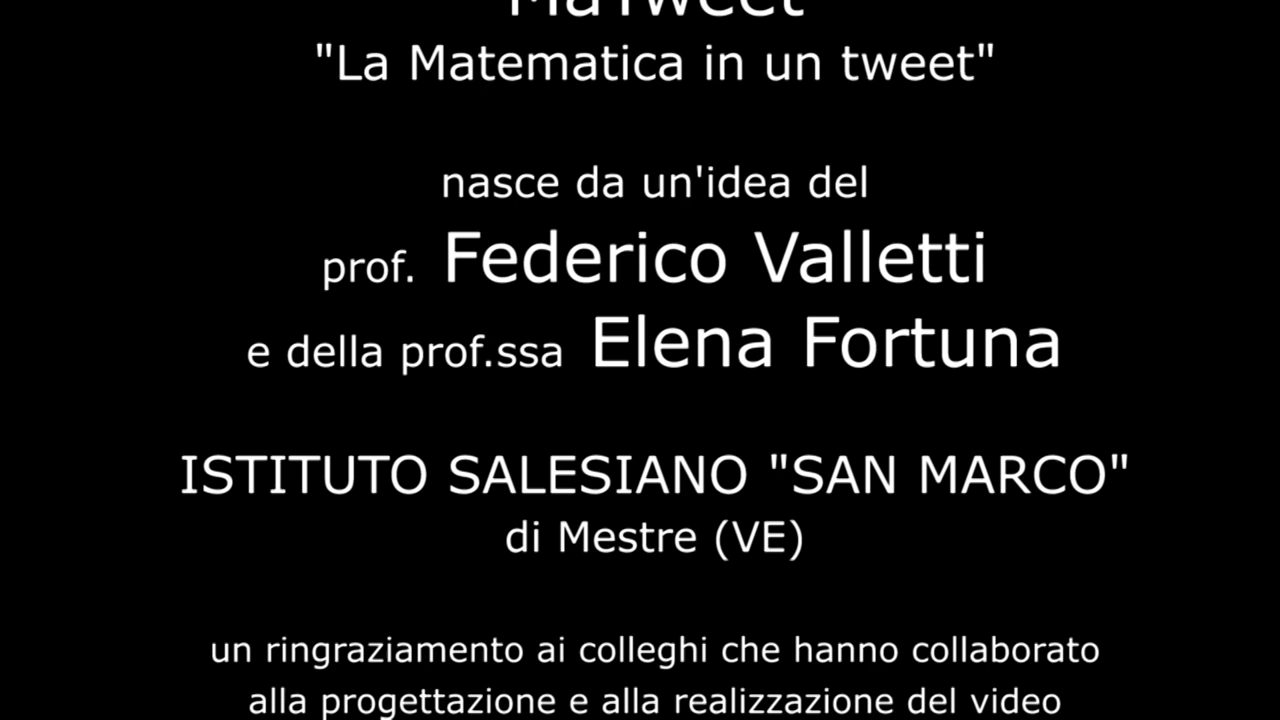 MaTweet
"La Matematica in un tweet"
nasce da un'idea del
prof. Federico Valletti
e della prof.ssa Elena Fortuna
ISTITUTO SALESIANO "SAN MARCO"
di Mestre (VE)
un ringraziamento ai colleghi che hanno collaborato
alla progettazione e alla realizzazione del video